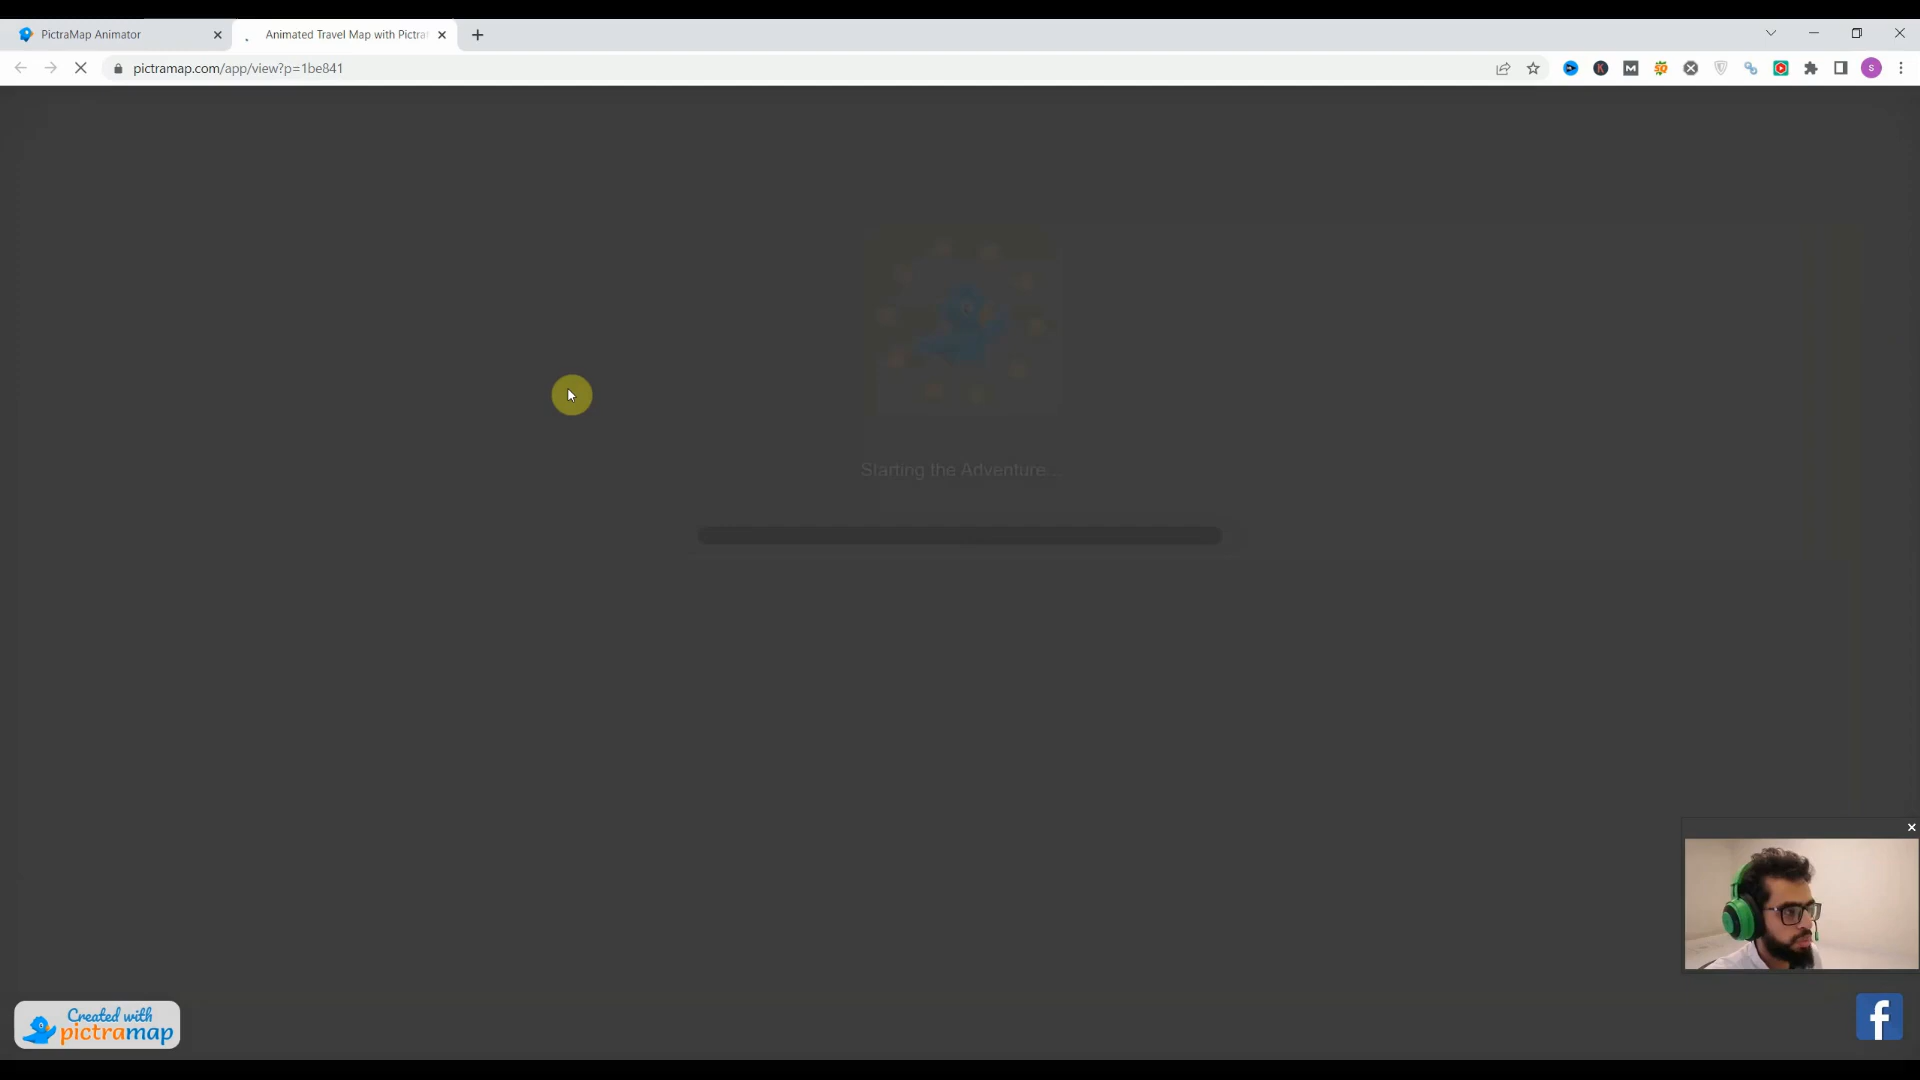 PictraMap Animator
Animated Travel Map with Pictra
pictramap.com/app/view?p=1be841
S
Starting the Adventure...
Created with
pictramap
f